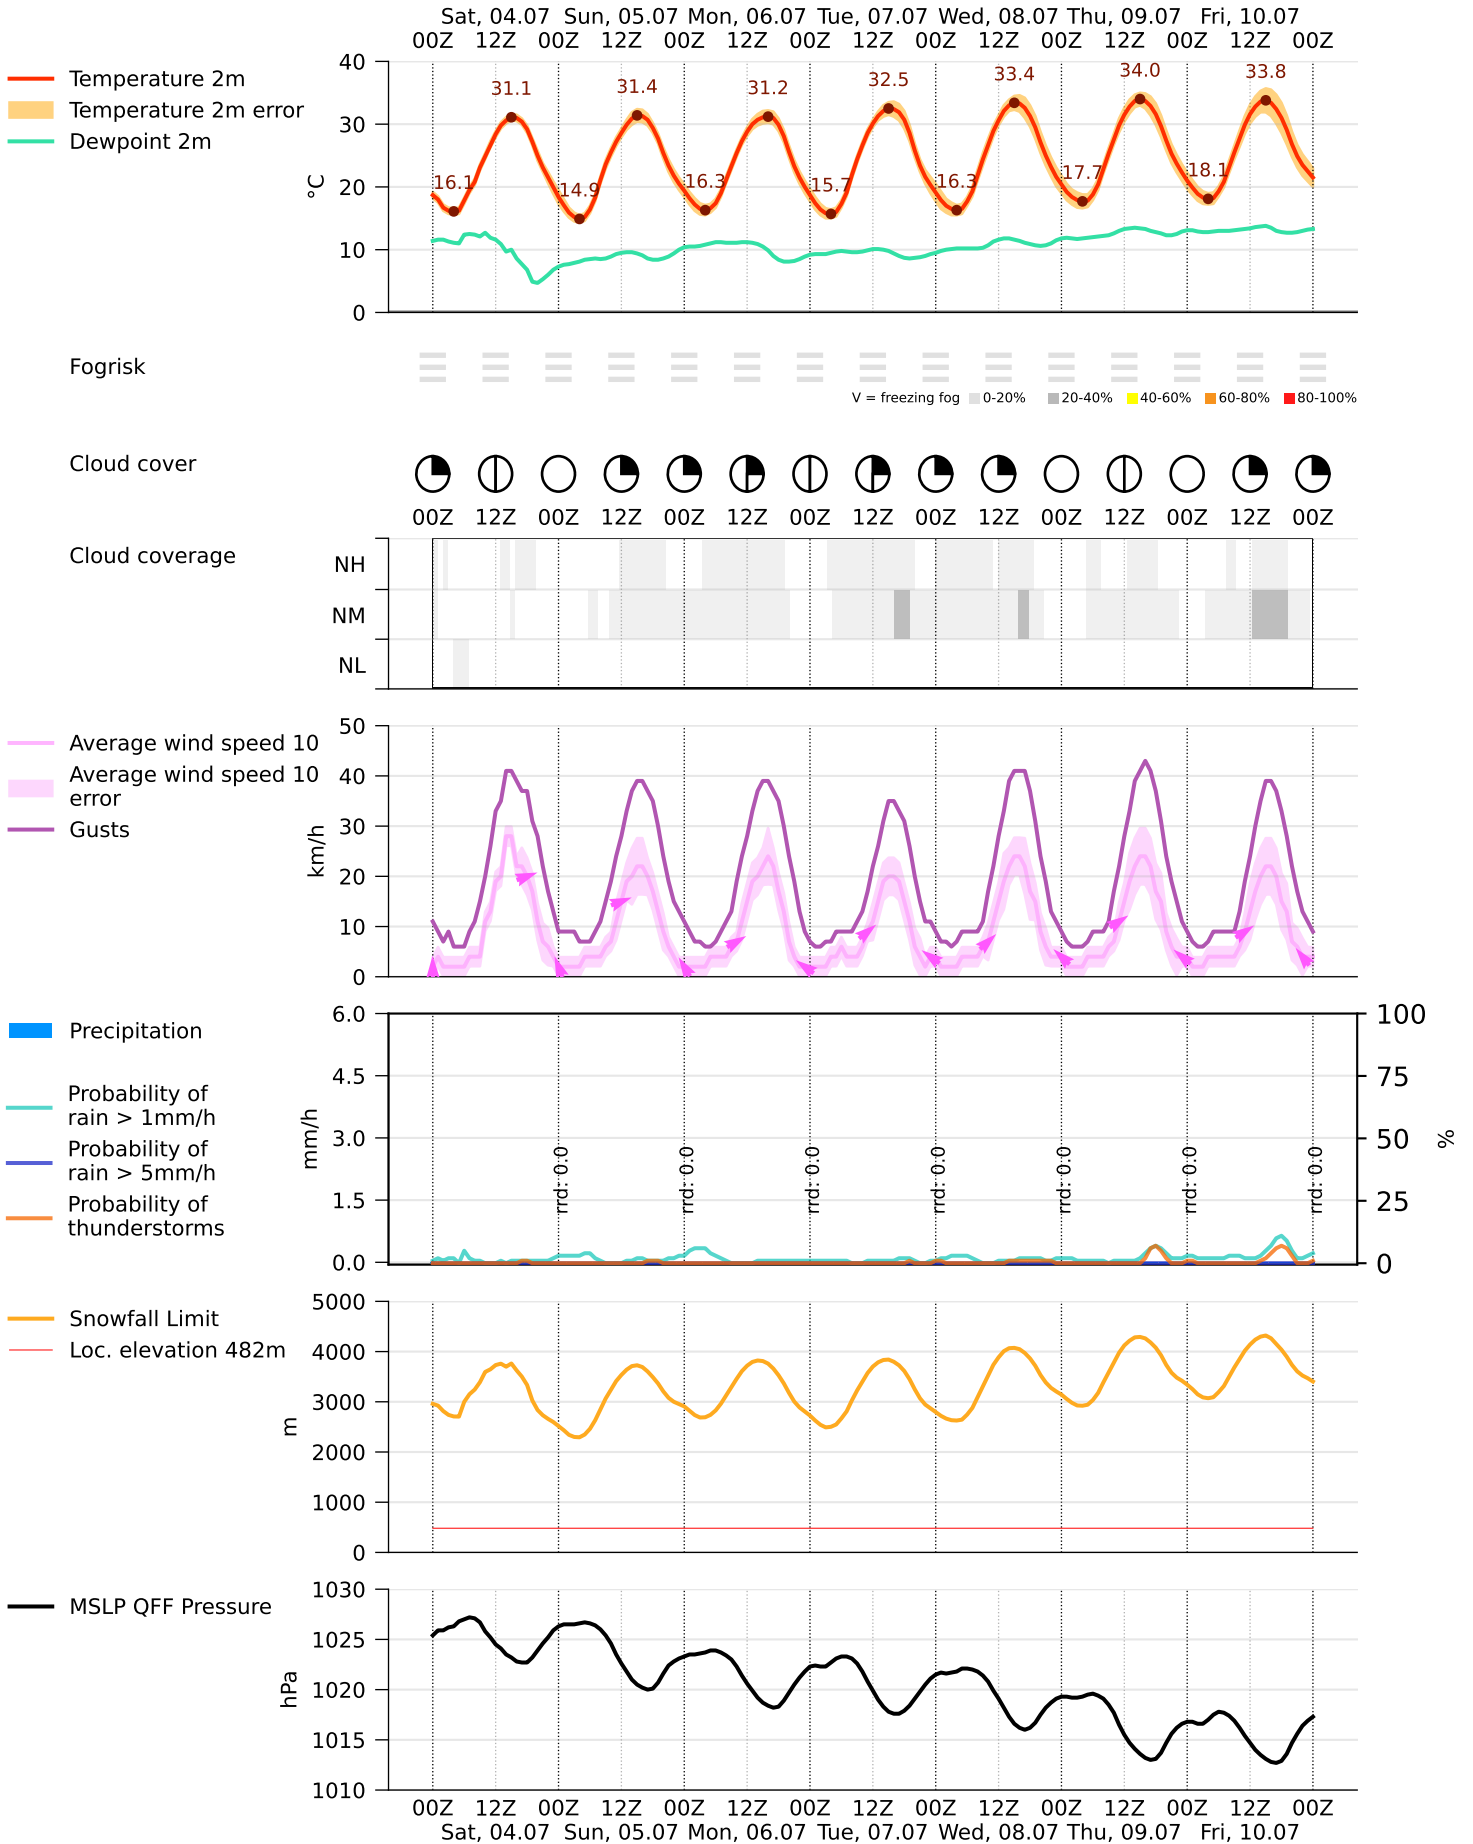 Sat, 04.07 Sun, 05.07 Mon, 06.07 Tue, 07.07 Wed, 08.07 Thu, 09.07 Fri, 10.07
00Z 12Z 00Z 12Z 00Z 12Z 00Z 12Z 00Z 12Z 00Z 12Z 00Z 12Z 00Z
Temperature 2m
Temperature 2m error
Dewpoint 2m
°C
40
30
20
10
0
31.1 31.4 31.2 32.5 33.4 34.0 33.8
16.1 14.9 16.3 15.7 16.3 17.7 18.1
Fogrisk
V = freezing fog 0-20% 20-40% 40-60% 60-80% 80-100%
Cloud cover
00Z 12Z 00Z 12Z 00Z 12Z 00Z 12Z 00Z 12Z 00Z 12Z 00Z 12Z 00Z
Cloud coverage
NH
NM
NL
Average wind speed 10
Average wind speed 10
error
Gusts
km/h
50
40
30
20
10
0
Precipitation
Probability of
rain > 1mm/h
Probability of
rain > 5mm/h
Probability of
thunderstorms
mm/h
6.0
4.5
3.0
1.5
0.0
rrd: 0.0 rrd: 0.0 rrd: 0.0 rrd: 0.0 rrd: 0.0 rrd: 0.0 rrd: 0.0
100
75
50
25
0
%
Snowfall Limit
Loc. elevation 482m
m
5000
4000
3000
2000
1000
0
MSLP QFF Pressure
hPa
1030
1025
1020
1015
1010
00Z 12Z 00Z 12Z 00Z 12Z 00Z 12Z 00Z 12Z 00Z 12Z 00Z 12Z 00Z
Sat, 04.07 Sun, 05.07 Mon, 06.07 Tue, 07.07 Wed, 08.07 Thu, 09.07 Fri, 10.07